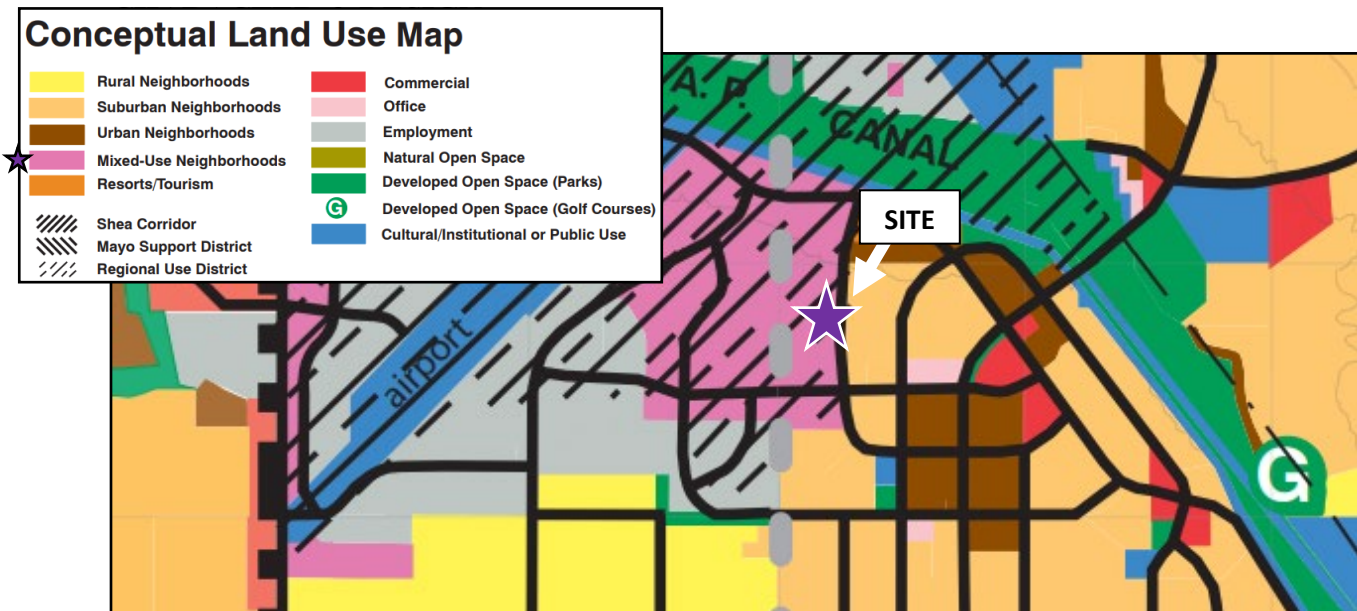 Conceptual Land Use Map
Rural Neighborhoods
Suburban Neighborhoods
Urban Neighborhoods
Mixed-Use Neighborhoods
Resorts/Tourism
Shea Corridor
Mayo Support District
Regional Use District
Commercial
Office
Employment
Natural Open Space
Developed Open Space (Parks)
G Developed Open Space (Golf Courses)
Cultural/Institutional or Public Use
A. P. CANAL
SITE
airport
G